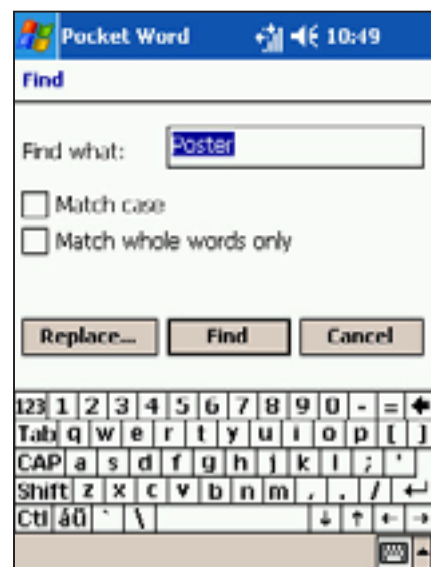 Pocket Word 10:49
Find
Find what: Poster
Match case
Match whole words only
Replace... Find Cancel
123 1 2 3 4 5 6 7 8 9 0 - =
Tab q w e r t y u i o p [ ]
CAP a s d f g h j k l ; '
Shift z x c v b n m , . /
Ctl áü ` \